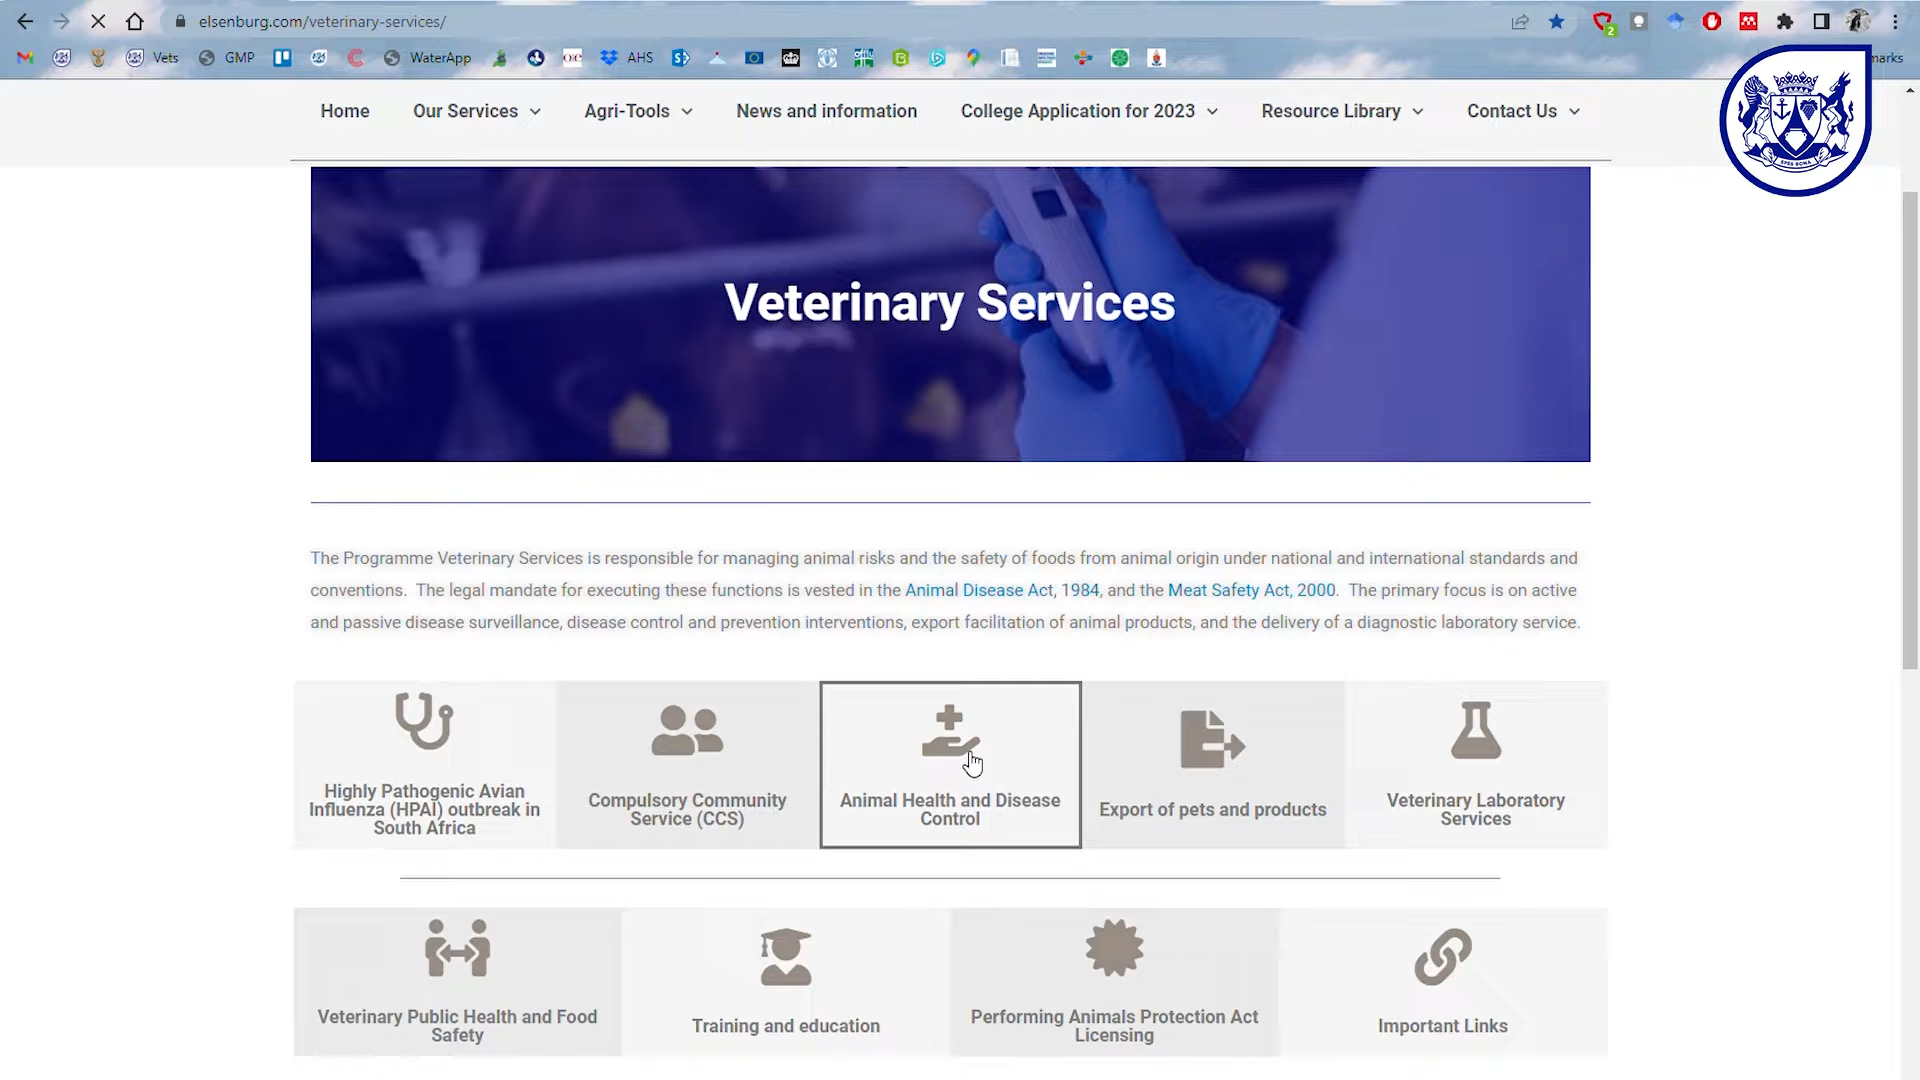 elsenburg.com/veterinary-services/
Vets
GMP
WaterApp
oie
AHS
marks
Home
Our Services
Agri-Tools
News and information
College Application for 2023
Resource Library
Contact Us
SPES BONA
Veterinary Services
The Programme Veterinary Services is responsible for managing animal risks and the safety of foods from animal origin under national and international standards and
conventions. The legal mandate for executing these functions is vested in the Animal Disease Act, 1984, and the Meat Safety Act, 2000. The primary focus is on active
and passive disease surveillance, disease control and prevention interventions, export facilitation of animal products, and the delivery of a diagnostic laboratory service.
Highly Pathogenic Avian
Influenza (HPAI) outbreak in
South Africa
Compulsory Community
Service (CCS)
Animal Health and Disease
Control
Export of pets and products
Veterinary Laboratory
Services
Veterinary Public Health and Food
Safety
Training and education
Performing Animals Protection Act
Licensing
Important Links